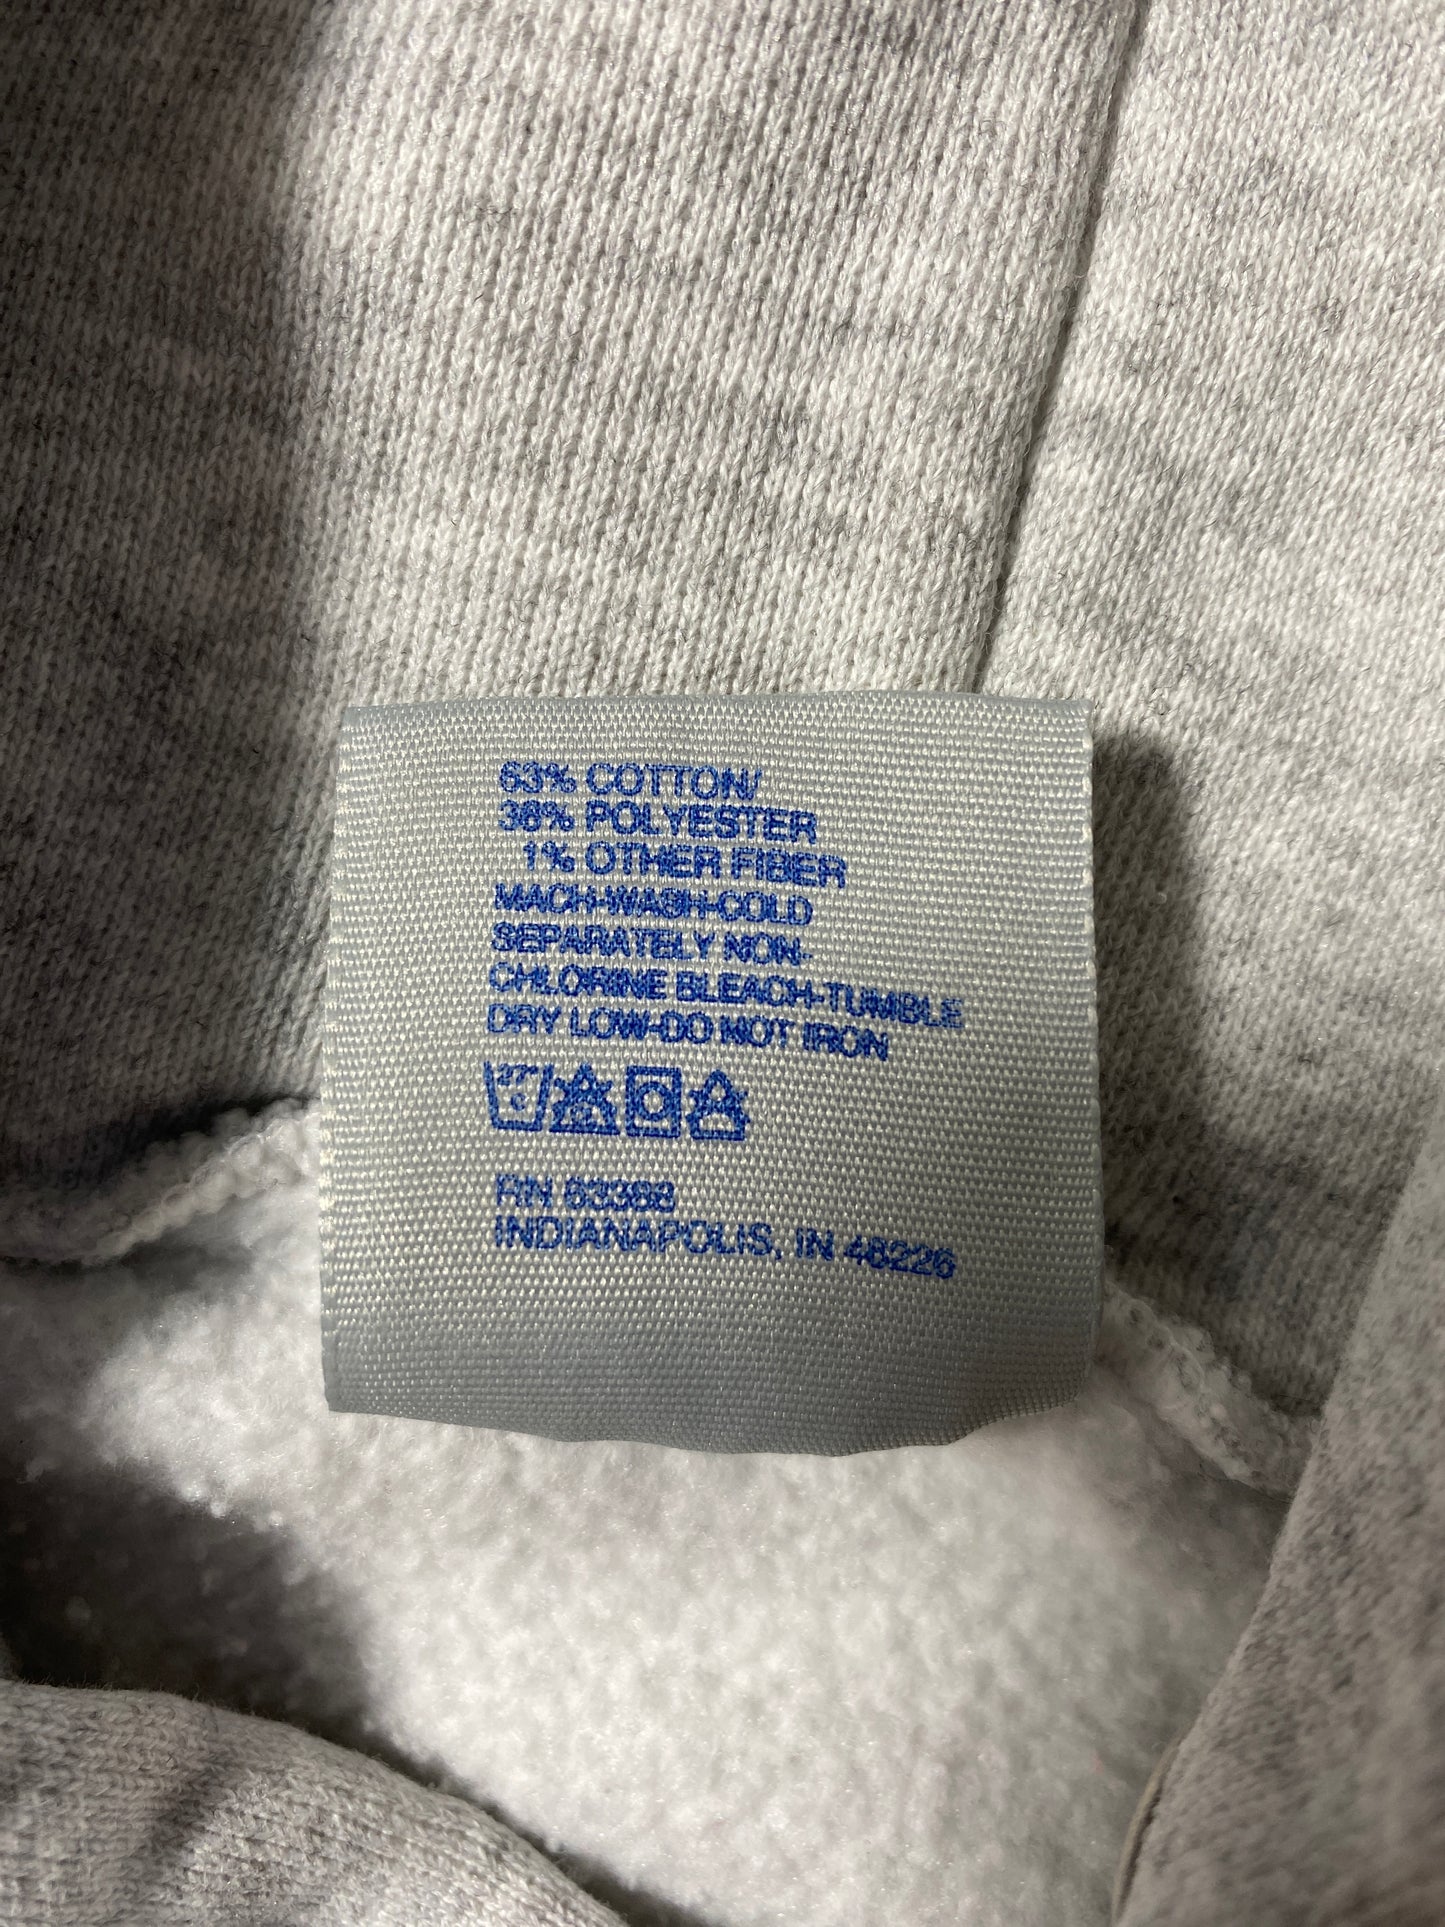 63% COTTON/
36% POLYESTER
1% OTHER FIBER
MACH-WASH-COLD
SEPARATELY NON-
CHLORINE BLEACH-TUMBLE
DRY LOW-DO NOT IRON
RN 63388
INDIANAPOLIS, IN 46226